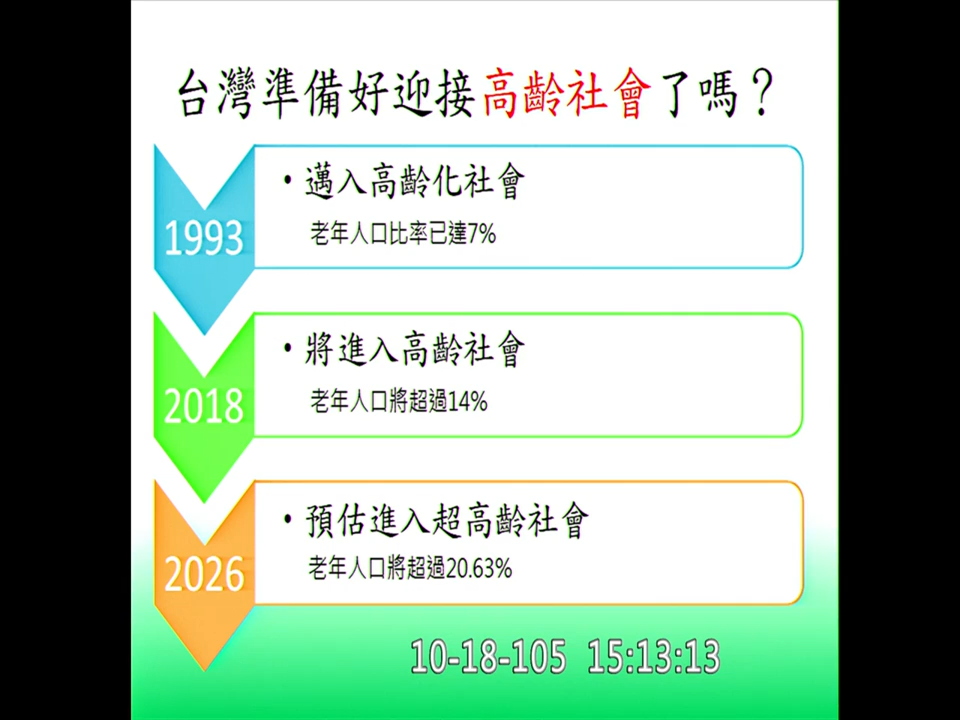 台灣準備好迎接高齡社會了嗎？
1993
•邁入高齡化社會
老年人口比率已達7%
2018
•將進入高齡社會
老年人口將超過14%
2026
•預估進入超高齡社會
老年人口將超過20.63%
10-18-105 15:13:13